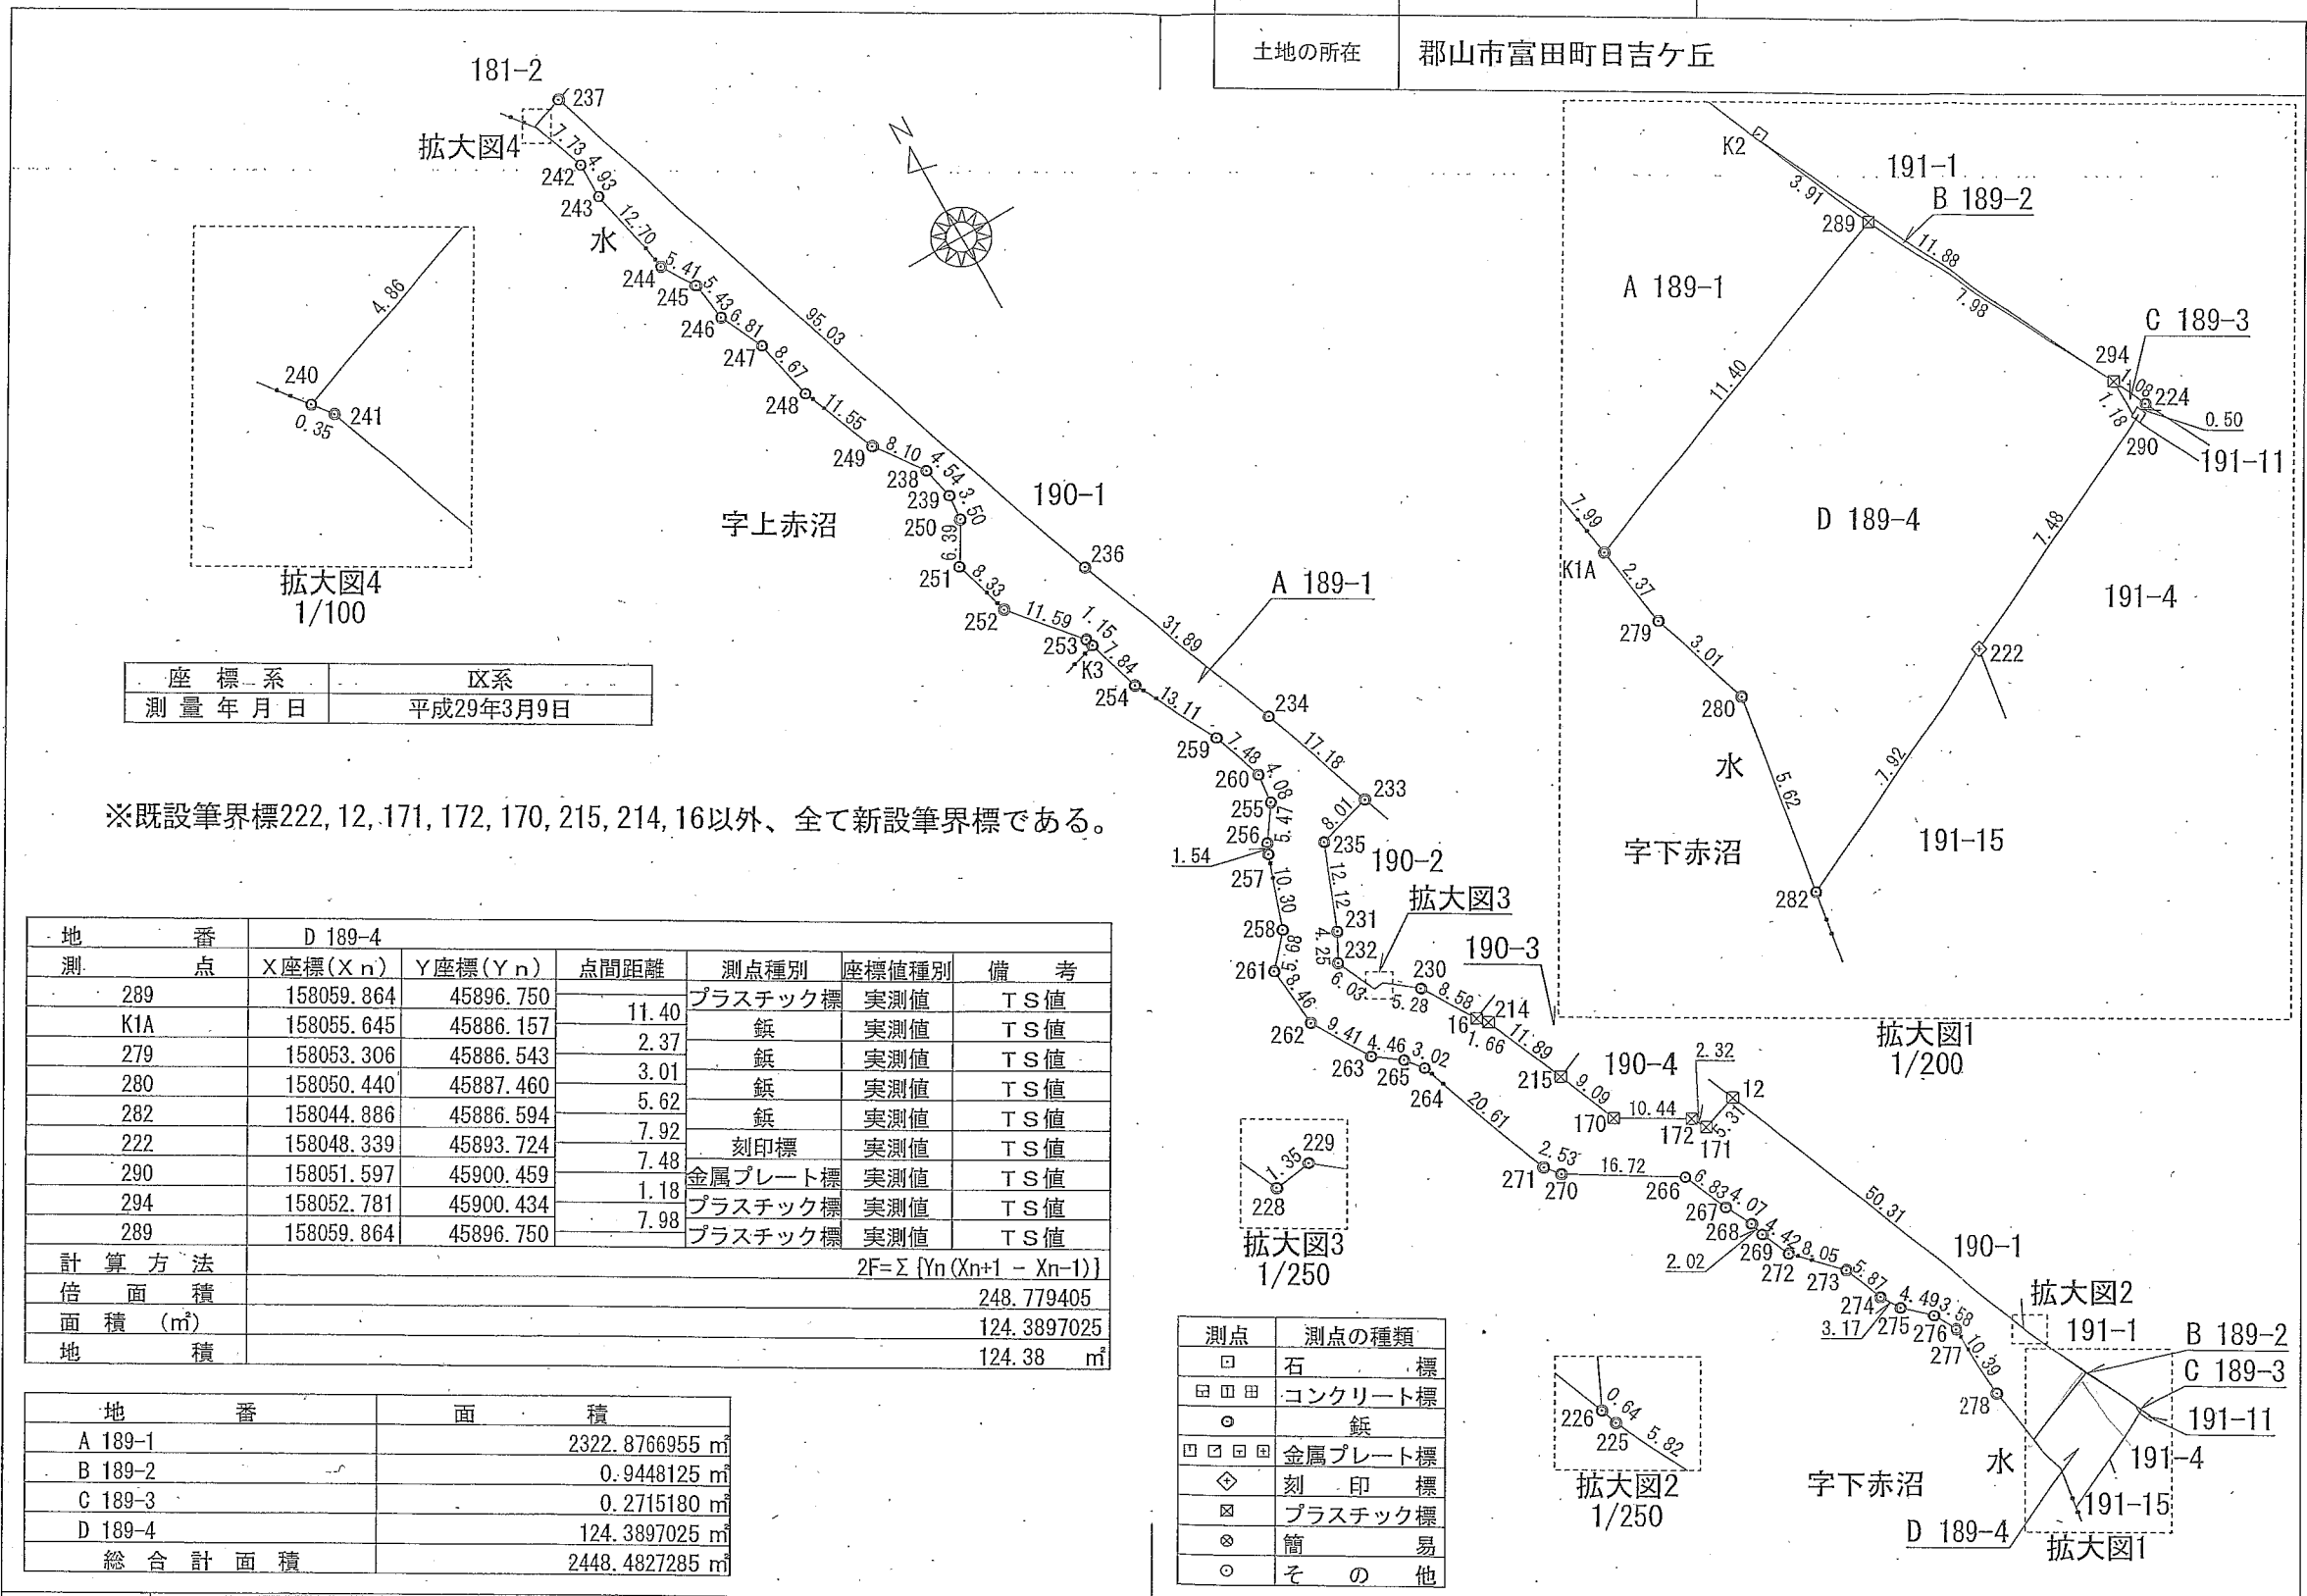 土地の所在 郡山市富田町日吉ケ丘
181-2
237
拡大図4
7.73
242
4.93
243
12.70
水
244
5.41
245
5.43
246
6.81
247
8.67
248
11.55
249
8.10
238
4.54
239
3.50
250
6.39
251
8.33
252
11.59
253
1.15
K3
7.84
254
13.11
259
7.48
260
4.08
255
5.47
256
1.54
257
10.30
258
5.68
261
8.46
262
9.41
263
4.46
265
3.02
264
20.61
271
2.53
270
16.72
266
6.83
267
4.07
268
2.02
269
4.42
272
8.05
273
5.87
274
3.17
275
4.49
276
3.58
277
10.39
278
N
95.03
190-1
字上赤沼
236
31.89
A 189-1
234
17.18
233
8.01
235
190-2
12.12
231
4.25
232
6.03
拡大図3
5.28
230
8.58
16
1.66
214
190-3
11.89
215
190-4
9.09
170
10.44
172
2.32
171
5.31
12
50.31
190-1
拡大図2
191-1
B 189-2
C 189-3
191-11
191-4
191-15
水
字下赤沼
D 189-4
拡大図1
4.86
240
241
0.35
拡大図4
1/100
座標系 Ⅸ系
測量年月日 平成29年3月9日
※既設筆界標222,12,171,172,170,215,214,16以外、全て新設筆界標である。
K2
191-1
3.91
B 189-2
289
11.88
A 189-1
7.98
C 189-3
294
1.08
224
1.18
0.50
290
191-11
11.40
D 189-4
7.48
7.99
K1A
2.37
279
3.01
280
191-4
222
水
5.62
7.92
字下赤沼
191-15
282
拡大図1
1/200
1.35
229
228
拡大図3
1/250
226
0.64
225
5.82
拡大図2
1/250
地番 D 189-4
測点 X座標(Xn) Y座標(Yn) 点間距離 測点種別 座標値種別 備考
289 158059.864 45896.750 プラスチック標 実測値 TS値
11.40
K1A 158055.645 45886.157 鋲 実測値 TS値
2.37
279 158053.306 45886.543 鋲 実測値 TS値
3.01
280 158050.440 45887.460 鋲 実測値 TS値
5.62
282 158044.886 45886.594 鋲 実測値 TS値
7.92
222 158048.339 45893.724 刻印標 実測値 TS値
7.48
290 158051.597 45900.459 金属プレート標 実測値 TS値
1.18
294 158052.781 45900.434 プラスチック標 実測値 TS値
7.98
289 158059.864 45896.750 プラスチック標 実測値 TS値
計算方法 2F=Σ{Yn(Xn+1 - Xn-1)}
倍面積 248.779405
面積(㎡) 124.3897025
地積 124.38 ㎡
地番 面積
A 189-1 2322.8766955 ㎡
B 189-2 0.9448125 ㎡
C 189-3 0.2715180 ㎡
D 189-4 124.3897025 ㎡
総合計面積 2448.4827285 ㎡
測点 測点の種類
石標
コンクリート標
鋲
金属プレート標
刻印標
プラスチック標
簡易
その他